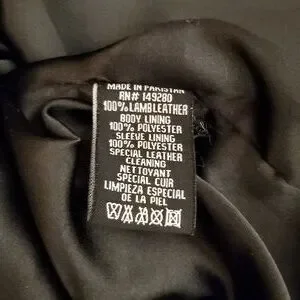 MADE IN PAKISTAN
RN# 149280
100% LAMBLEATHER
BODY LINING
100% POLYESTER
SLEEVE LINING
100% POLYESTER
SPECIAL LEATHER
CLEANING
NETTOYANT
SPECIAL CUIR
LIMPIEZA ESPECIAL
DE LA PIEL